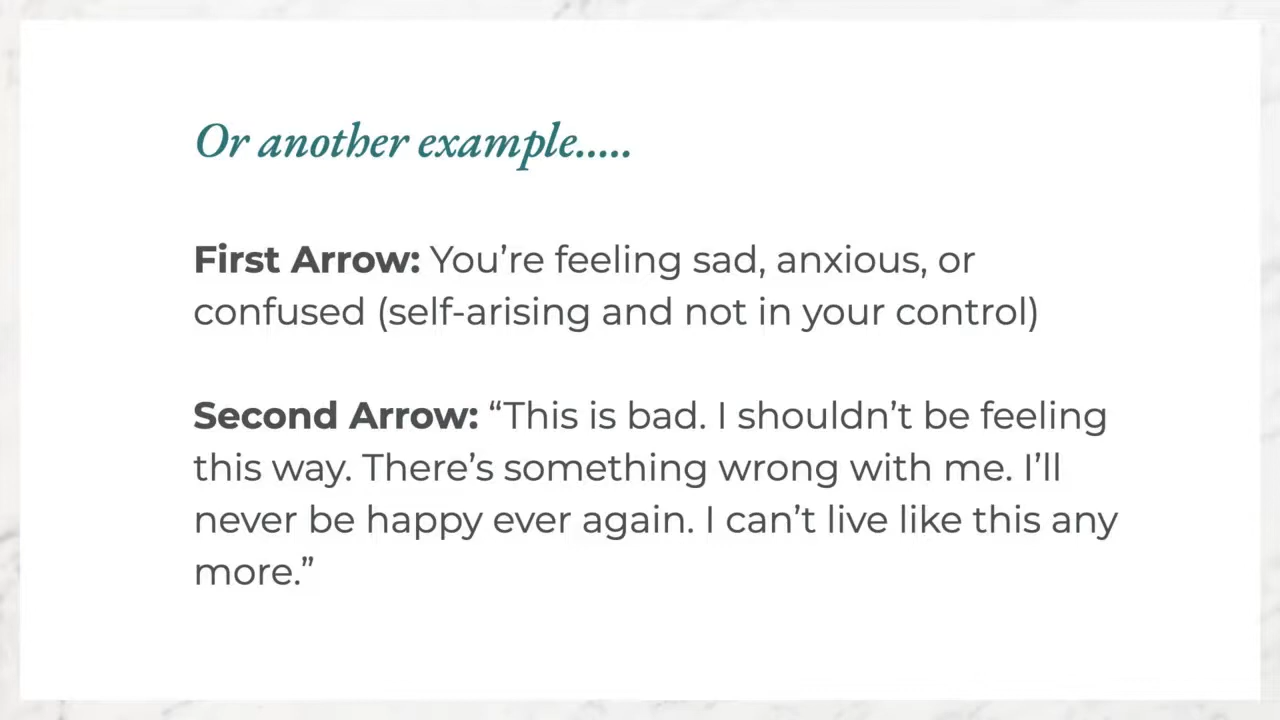 Or another example.....
First Arrow: You’re feeling sad, anxious, or
confused (self-arising and not in your control)
Second Arrow: “This is bad. I shouldn’t be feeling
this way. There’s something wrong with me. I’ll
never be happy ever again. I can’t live like this any
more.”